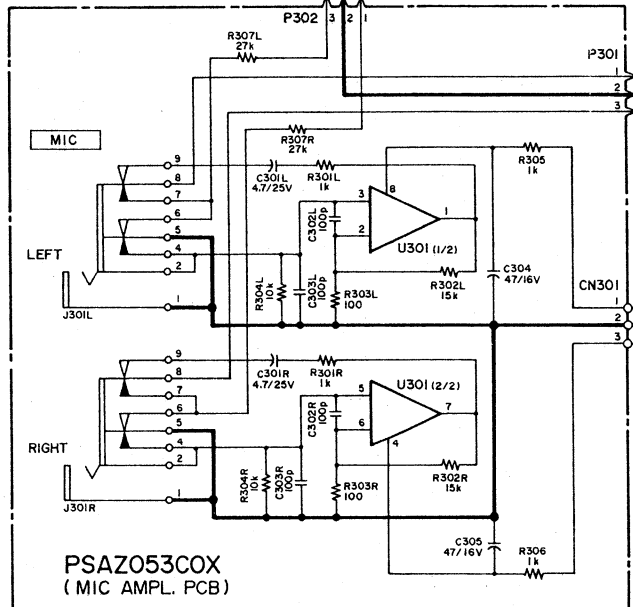 P302 3 2 1
R307L
27k
P301
1
2
3
R307R
27k
MIC
9
8
7
6
5
4
2
1
LEFT
J301L
C301L
4.7/25V
R301L
1k
C302L
100p
3
2
8
1
U301 (1/2)
R305
1k
R304L
10k
C303L
100p
R303L
100
R302L
15k
C304
47/16V
CN301
1
2
3
9
8
7
6
5
4
2
1
RIGHT
J301R
C301R
4.7/25V
R301R
1k
C302R
100p
5
6
4
7
U301 (2/2)
R304R
10k
C303R
100p
R303R
100
R302R
15k
C305
47/16V
R306
1k
PSAZ053C0X
(MIC AMPL. PCB)